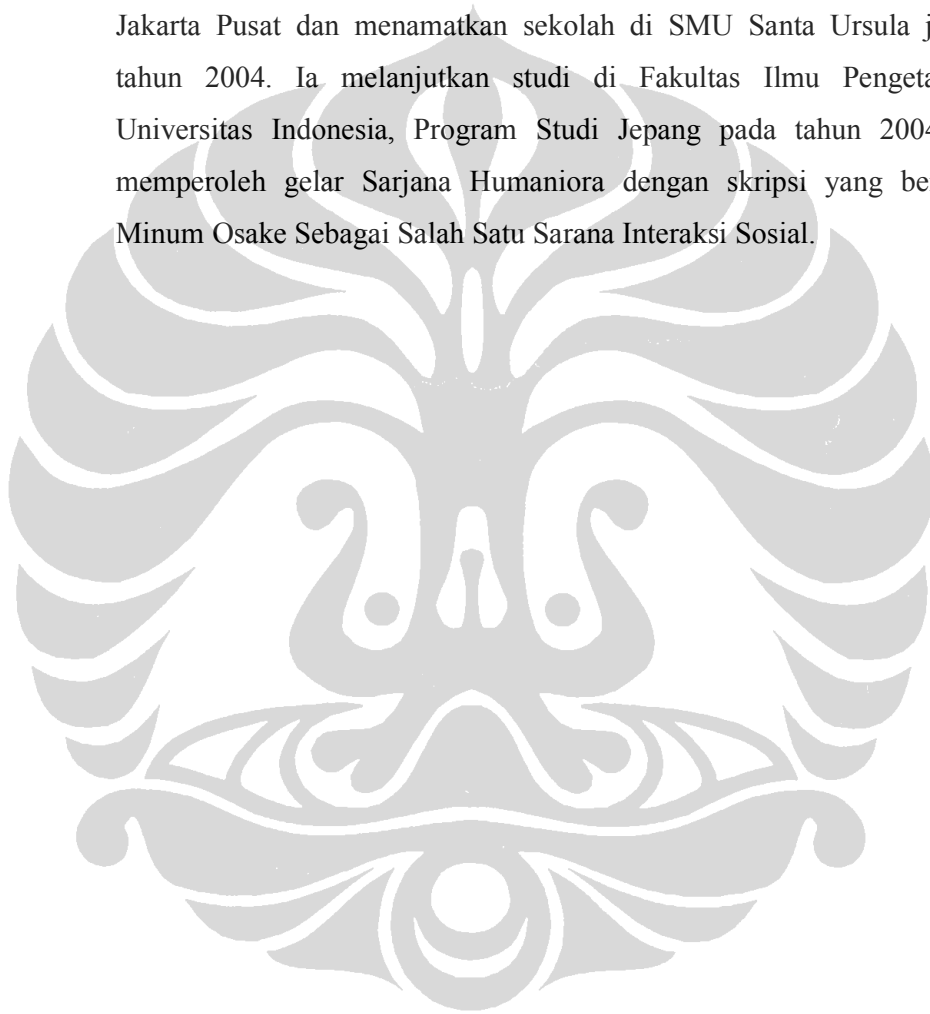 Jakarta Pusat dan menamatkan sekolah di SMU Santa Ursula
tahun 2004. Ia melanjutkan studi di Fakultas Ilmu
Universitas Indonesia, Program Studi Jepang pada tahun 2004
memperoleh gelar Sarjana Humaniora dengan skripsi yang
Minum Osake Sebagai Salah Satu Sarana Interaksi Sosial.